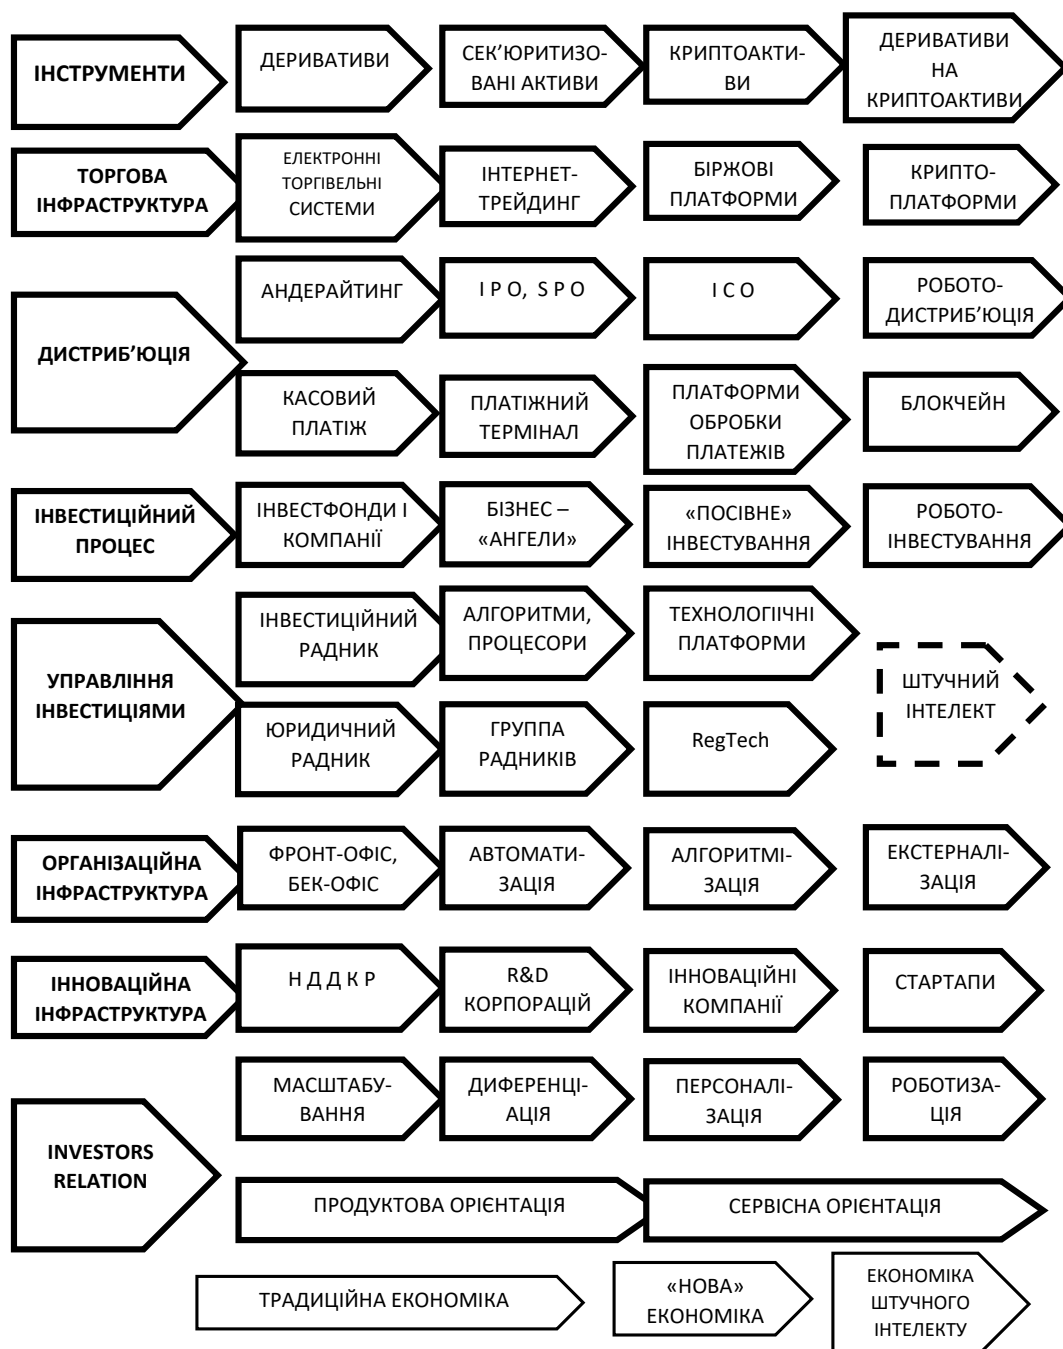 ІНСТРУМЕНТИ
ДЕРИВАТИВИ
СЕК’ЮРИТИЗО-
ВАНІ АКТИВИ
КРИПТОАКТИ-
ВИ
ДЕРИВАТИВИ
НА
КРИПТОАКТИВИ
ТОРГОВА
ІНФРАСТРУКТУРА
ЕЛЕКТРОННІ
ТОРГІВЕЛЬНІ
СИСТЕМИ
ІНТЕРНЕТ-
ТРЕЙДИНГ
БІРЖОВІ
ПЛАТФОРМИ
КРИПТО-
ПЛАТФОРМИ
ДИСТРИБ’ЮЦІЯ
АНДЕРАЙТИНГ
I P O, S P O
I C O
РОБОТО-
ДИСТРИБ’ЮЦІЯ
КАСОВИЙ
ПЛАТІЖ
ПЛАТІЖНИЙ
ТЕРМІНАЛ
ПЛАТФОРМИ
ОБРОБКИ
ПЛАТЕЖІВ
БЛОКЧЕЙН
ІНВЕСТИЦІЙНИЙ
ПРОЦЕС
ІНВЕСТФОНДИ І
КОМПАНІЇ
БІЗНЕС –
«АНГЕЛИ»
«ПОСІВНЕ»
ІНВЕСТУВАННЯ
РОБОТО-
ІНВЕСТУВАННЯ
УПРАВЛІННЯ
ІНВЕСТИЦІЯМИ
ІНВЕСТИЦІЙНИЙ
РАДНИК
АЛГОРИТМИ,
ПРОЦЕСОРИ
ТЕХНОЛОГІІЧНІ
ПЛАТФОРМИ
ШТУЧНИЙ
ІНТЕЛЕКТ
ЮРИДИЧНИЙ
РАДНИК
ГРУППА
РАДНИКІВ
RegTech
ОРГАНІЗАЦІЙНА
ІНФРАСТРУКТУРА
ФРОНТ-ОФІС,
БЕК-ОФІС
АВТОМАТИ-
ЗАЦІЯ
АЛГОРИТМІ-
ЗАЦІЯ
ЕКСТЕРНАЛІ-
ЗАЦІЯ
ІННОВАЦІЙНА
ІНФРАСТРУКТУРА
Н Д Д К Р
R&D
КОРПОРАЦІЙ
ІННОВАЦІЙНІ
КОМПАНІЇ
СТАРТАПИ
INVESTORS
RELATION
МАСШТАБУ-
ВАННЯ
ДИФЕРЕНЦІ-
АЦІЯ
ПЕРСОНАЛІ-
ЗАЦІЯ
РОБОТИЗА-
ЦІЯ
ПРОДУКТОВА ОРІЄНТАЦІЯ
СЕРВІСНА ОРІЄНТАЦІЯ
ТРАДИЦІЙНА ЕКОНОМІКА
«НОВА»
ЕКОНОМІКА
ЕКОНОМІКА
ШТУЧНОГО
ІНТЕЛЕКТУ